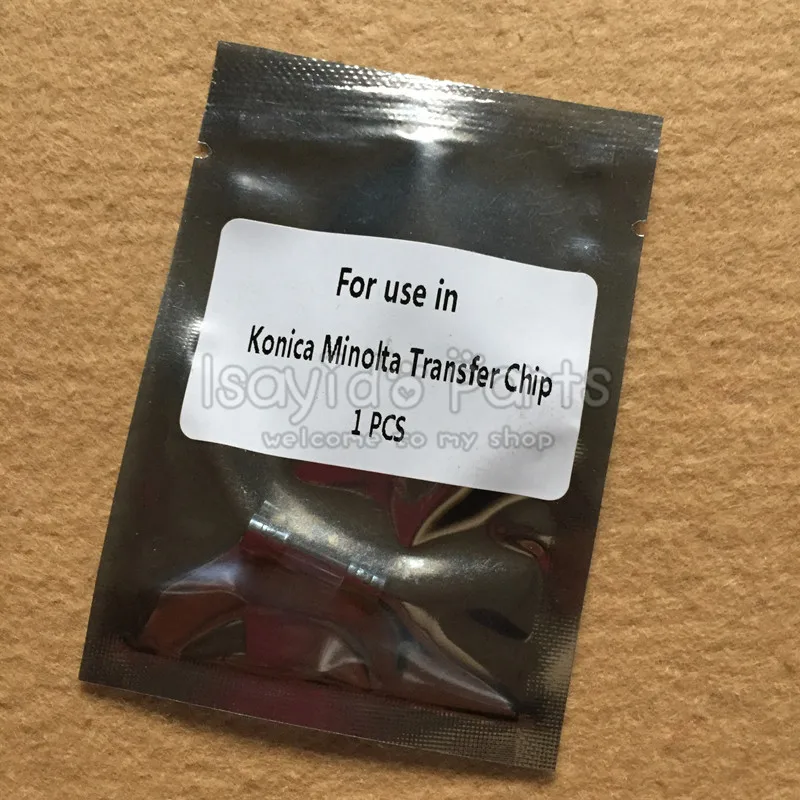 For use in
Konica Minolta Transfer Chip
Isayido Parts
1 PCS
welcome to my shop